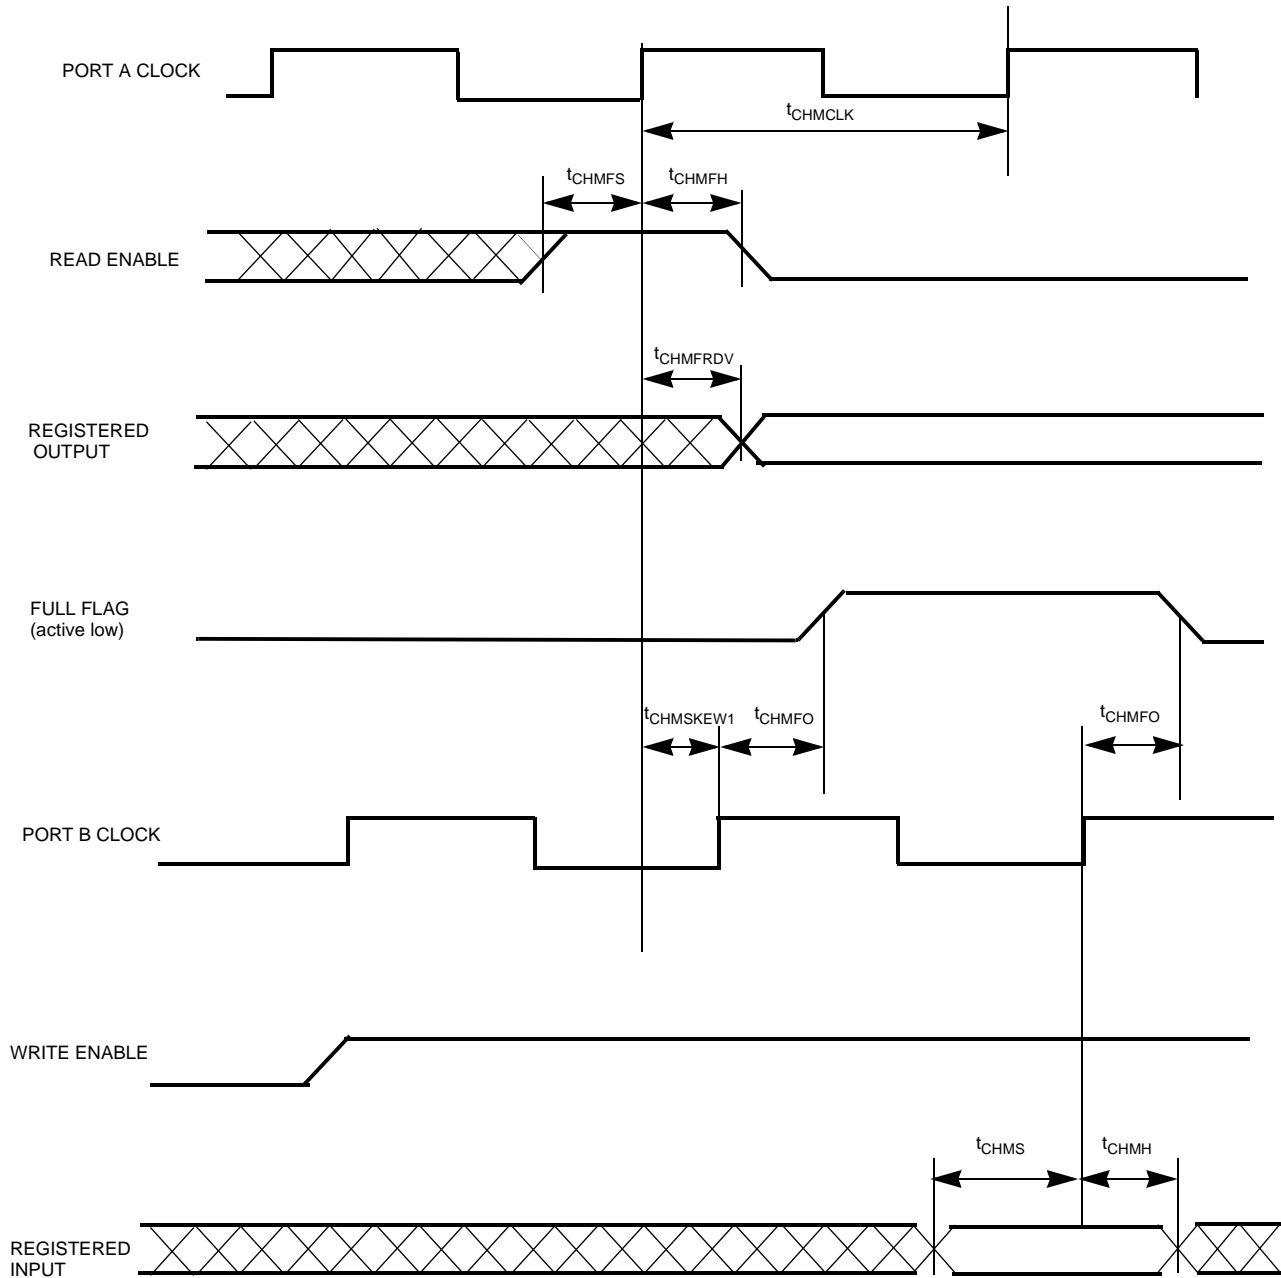 PORT A CLOCK
tCHMCLK
tCHMFS
tCHMFH
READ ENABLE
tCHMFRDV
REGISTERED
OUTPUT
FULL FLAG
(active low)
tCHMSKEW1
tCHMFO
tCHMFO
PORT B CLOCK
WRITE ENABLE
tCHMS
tCHMH
REGISTERED
INPUT